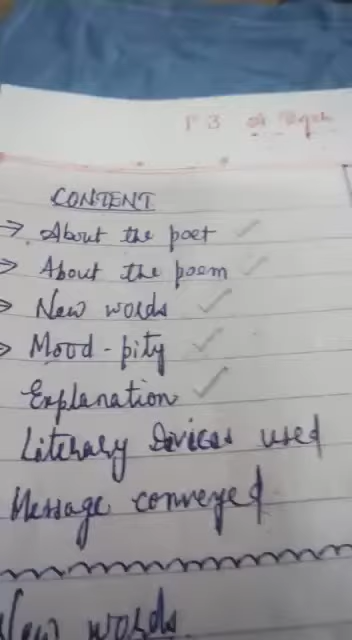 P 3
CONTENT
→ About the poet ✓
→ About the poem ✓
→ New words ✓
→ Mood - pity ✓
Explanation ✓
Literary Devices used
Message conveyed
New words